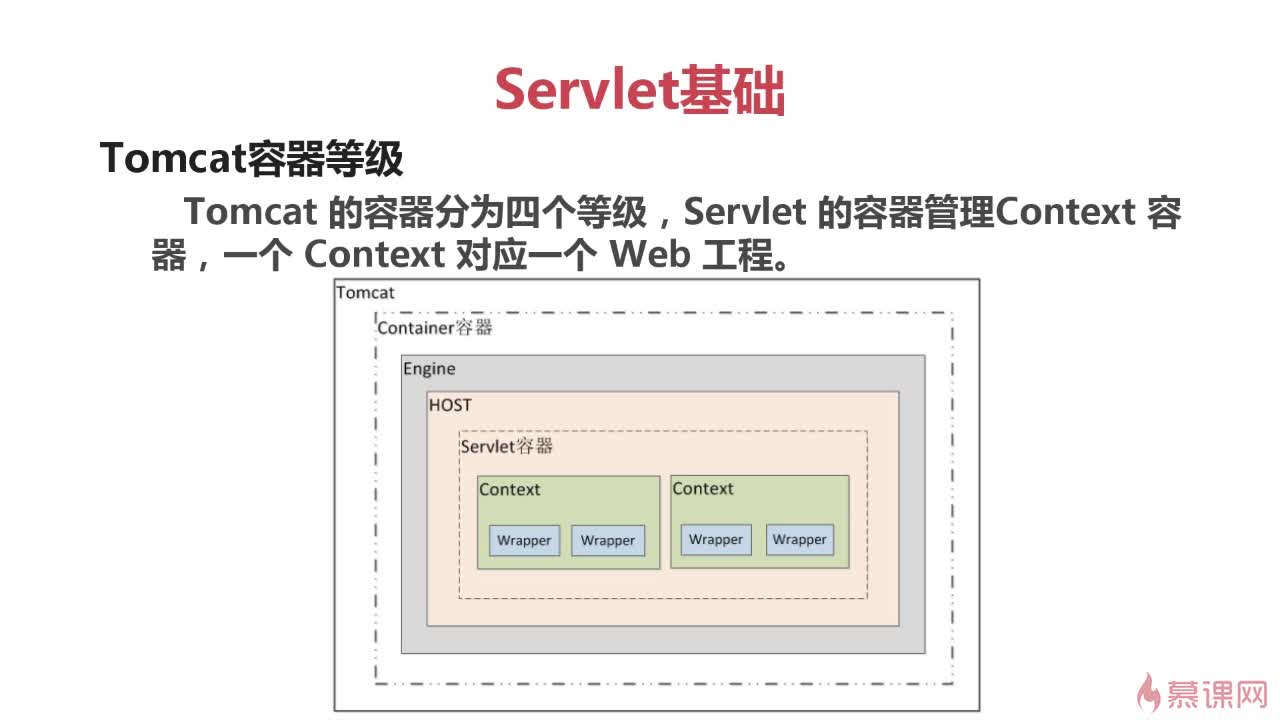 Servlet基础
Tomcat容器等级
Tomcat 的容器分为四个等级，Servlet 的容器管理Context 容
器，一个 Context 对应一个 Web 工程。
Tomcat
Container容器
Engine
HOST
Servlet容器
Context
Context
Wrapper
Wrapper
Wrapper
Wrapper
慕课网